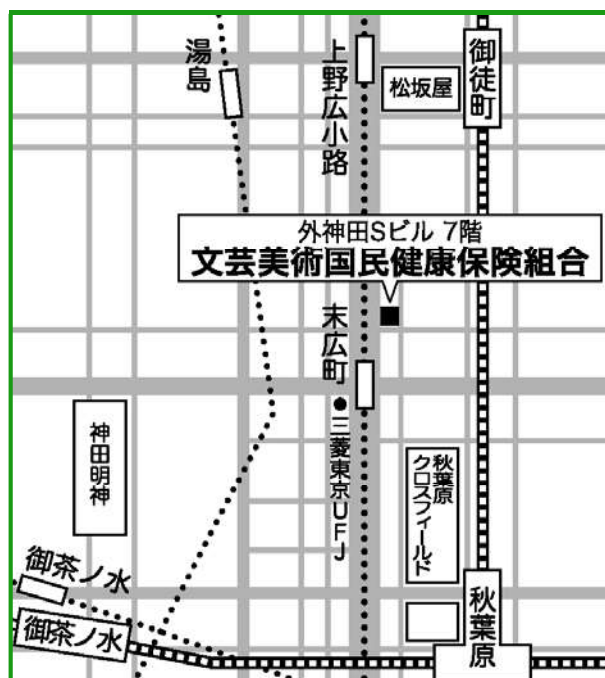 湯島
上野広小路
松坂屋
御徒町
外神田Sビル 7階
文芸美術国民健康保険組合
末広町
三菱東京UFJ
神田明神
秋葉原
クロスフィールド
御茶ノ水
御茶ノ水
秋葉原